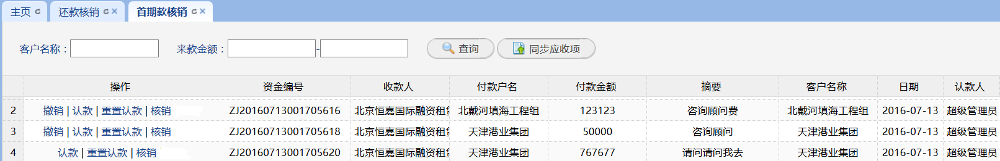 主页 还款核销 首期款核销
客户名称： 来款金额： - 查询 同步应收项
操作 资金编号 收款人 付款户名 付款金额 摘要 客户名称 日期 认款人
2 撤销 | 认款 | 重置认款 | 核销 ZJ20160713001705616 北京恒嘉国际融资租 北戴河填海工程组 123123 咨询顾问费 北戴河填海工程组 2016-07-13 超级管理员
3 撤销 | 认款 | 重置认款 | 核销 ZJ20160713001705618 北京恒嘉国际融资租 天津港业集团 50000 咨询顾问 天津港业集团 2016-07-13 超级管理员
4 认款 | 重置认款 | 核销 ZJ20160713001705620 北京恒嘉国际融资租 天津港业集团 767677 请问请问我去 天津港业集团 2016-07-13 超级管理员